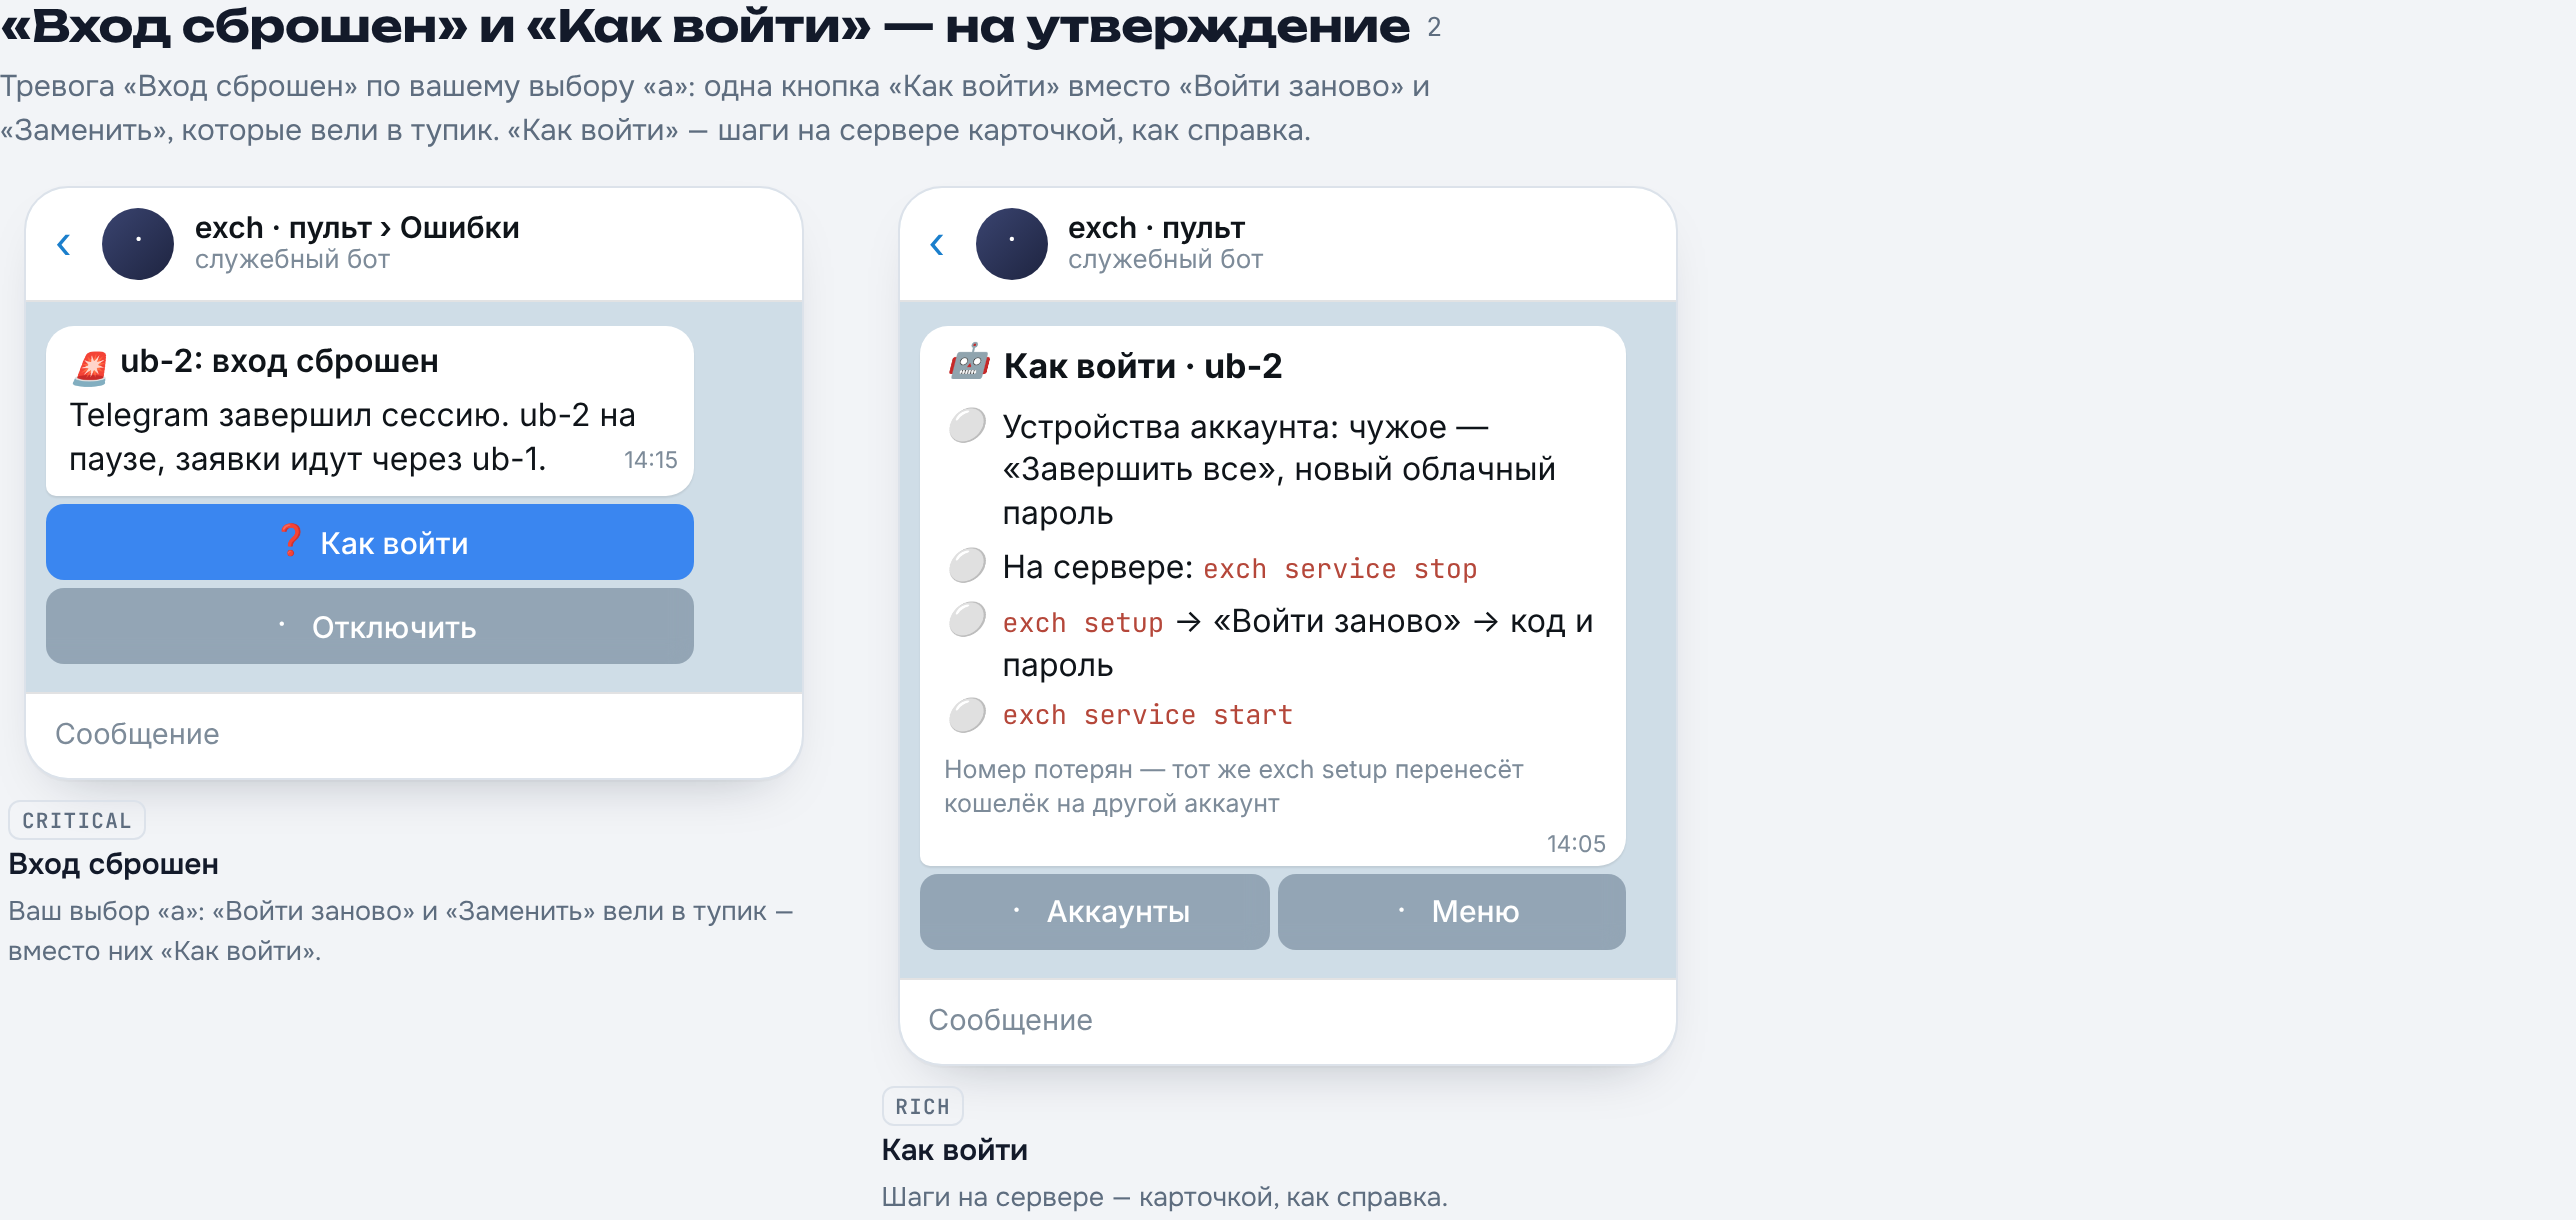 «Вход сброшен» и «Как войти» — на утверждение 2
Тревога «Вход сброшен» по вашему выбору «а»: одна кнопка «Как войти» вместо «Войти заново» и
«Заменить», которые вели в тупик. «Как войти» — шаги на сервере карточкой, как справка.
exch · пульт › Ошибки
служебный бот
ub-2: вход сброшен
Telegram завершил сессию. ub-2 на
паузе, заявки идут через ub-1.
14:15
❓ Как войти
· Отключить
Сообщение
CRITICAL
Вход сброшен
Ваш выбор «а»: «Войти заново» и «Заменить» вели в тупик —
вместо них «Как войти».
exch · пульт
служебный бот
Как войти · ub-2
Устройства аккаунта: чужое —
«Завершить все», новый облачный
пароль
На сервере: exch service stop
exch setup → «Войти заново» → код и
пароль
exch service start
Номер потерян — тот же exch setup перенесёт
кошелёк на другой аккаунт
14:05
· Аккаунты
· Меню
Сообщение
RICH
Как войти
Шаги на сервере — карточкой, как справка.